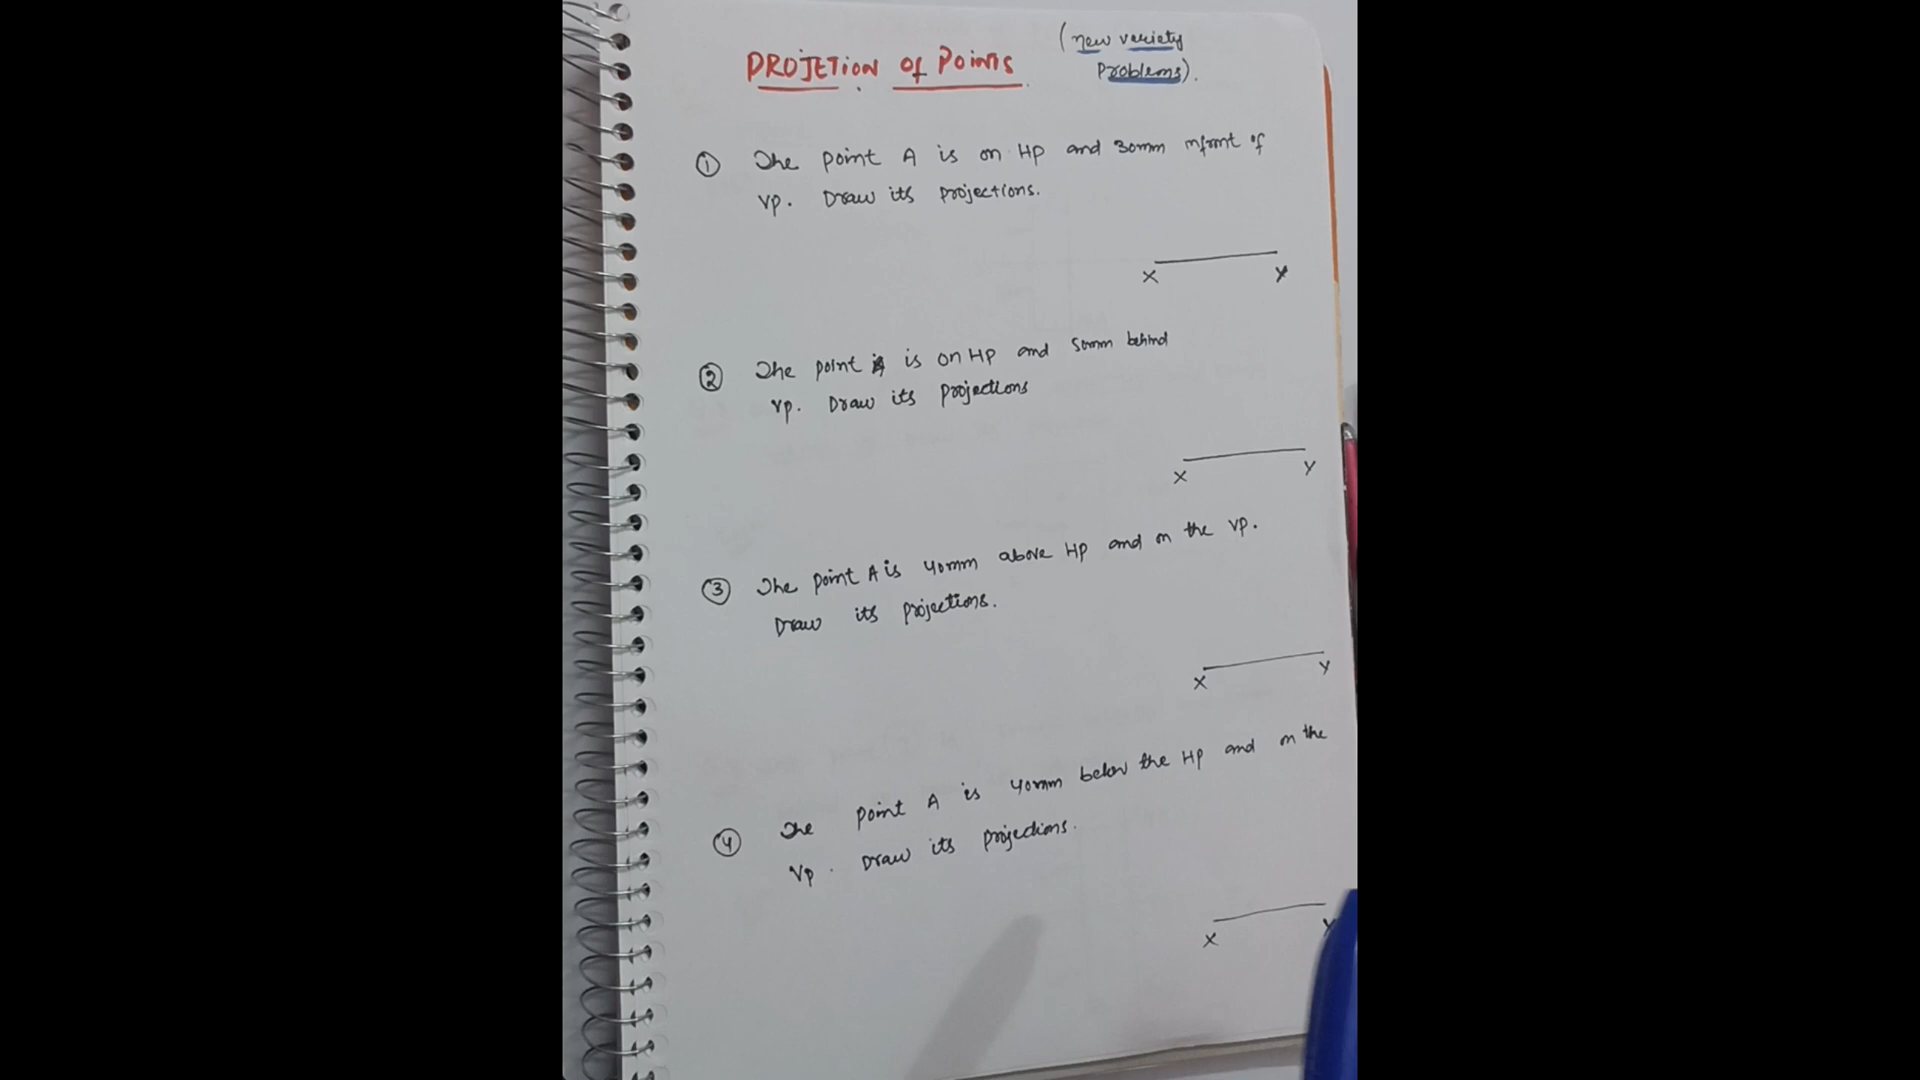 PROJETION of POINTS
(new variety
Problems).
① The point A is on HP and 30mm infront of
VP. Draw its projections.
X Y
② The point A is on HP and 50mm behind
VP. Draw its projections
X Y
③ The point A is 40mm above HP and on the VP.
Draw its projections.
X Y
④ The point A is 40mm below the HP and on the
VP. Draw its projections.
X Y